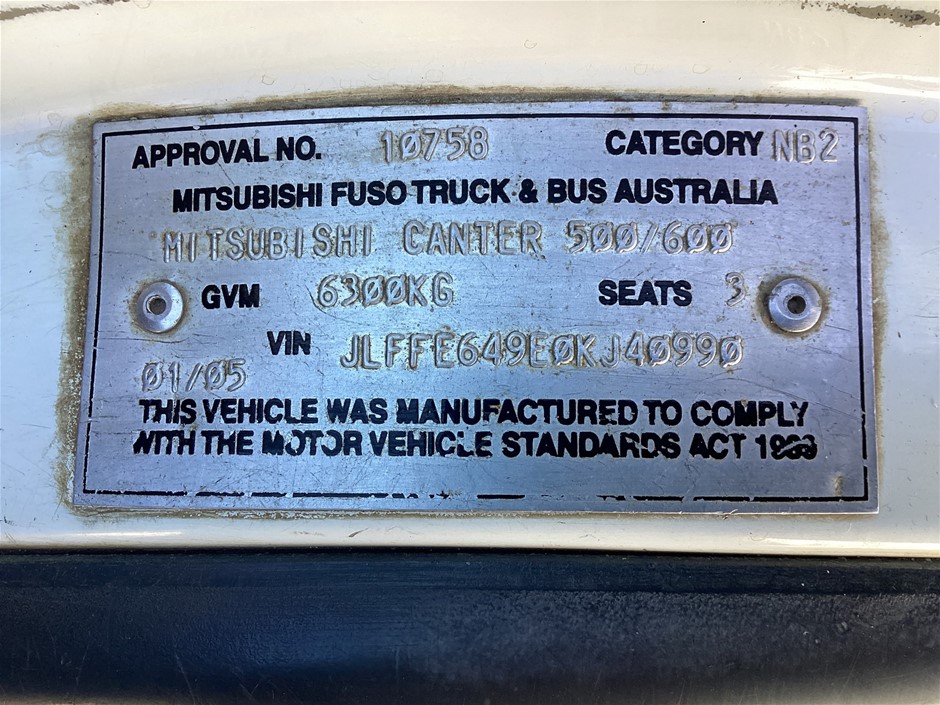 APPROVAL NO. 10758 CATEGORY NB2
MITSUBISHI FUSO TRUCK & BUS AUSTRALIA
MITSUBISHI CANTER 500/600
GVM 6300KG SEATS 3
VIN JLFFE649E0KJ40990
01/05
THIS VEHICLE WAS MANUFACTURED TO COMPLY
WITH THE MOTOR VEHICLE STANDARDS ACT